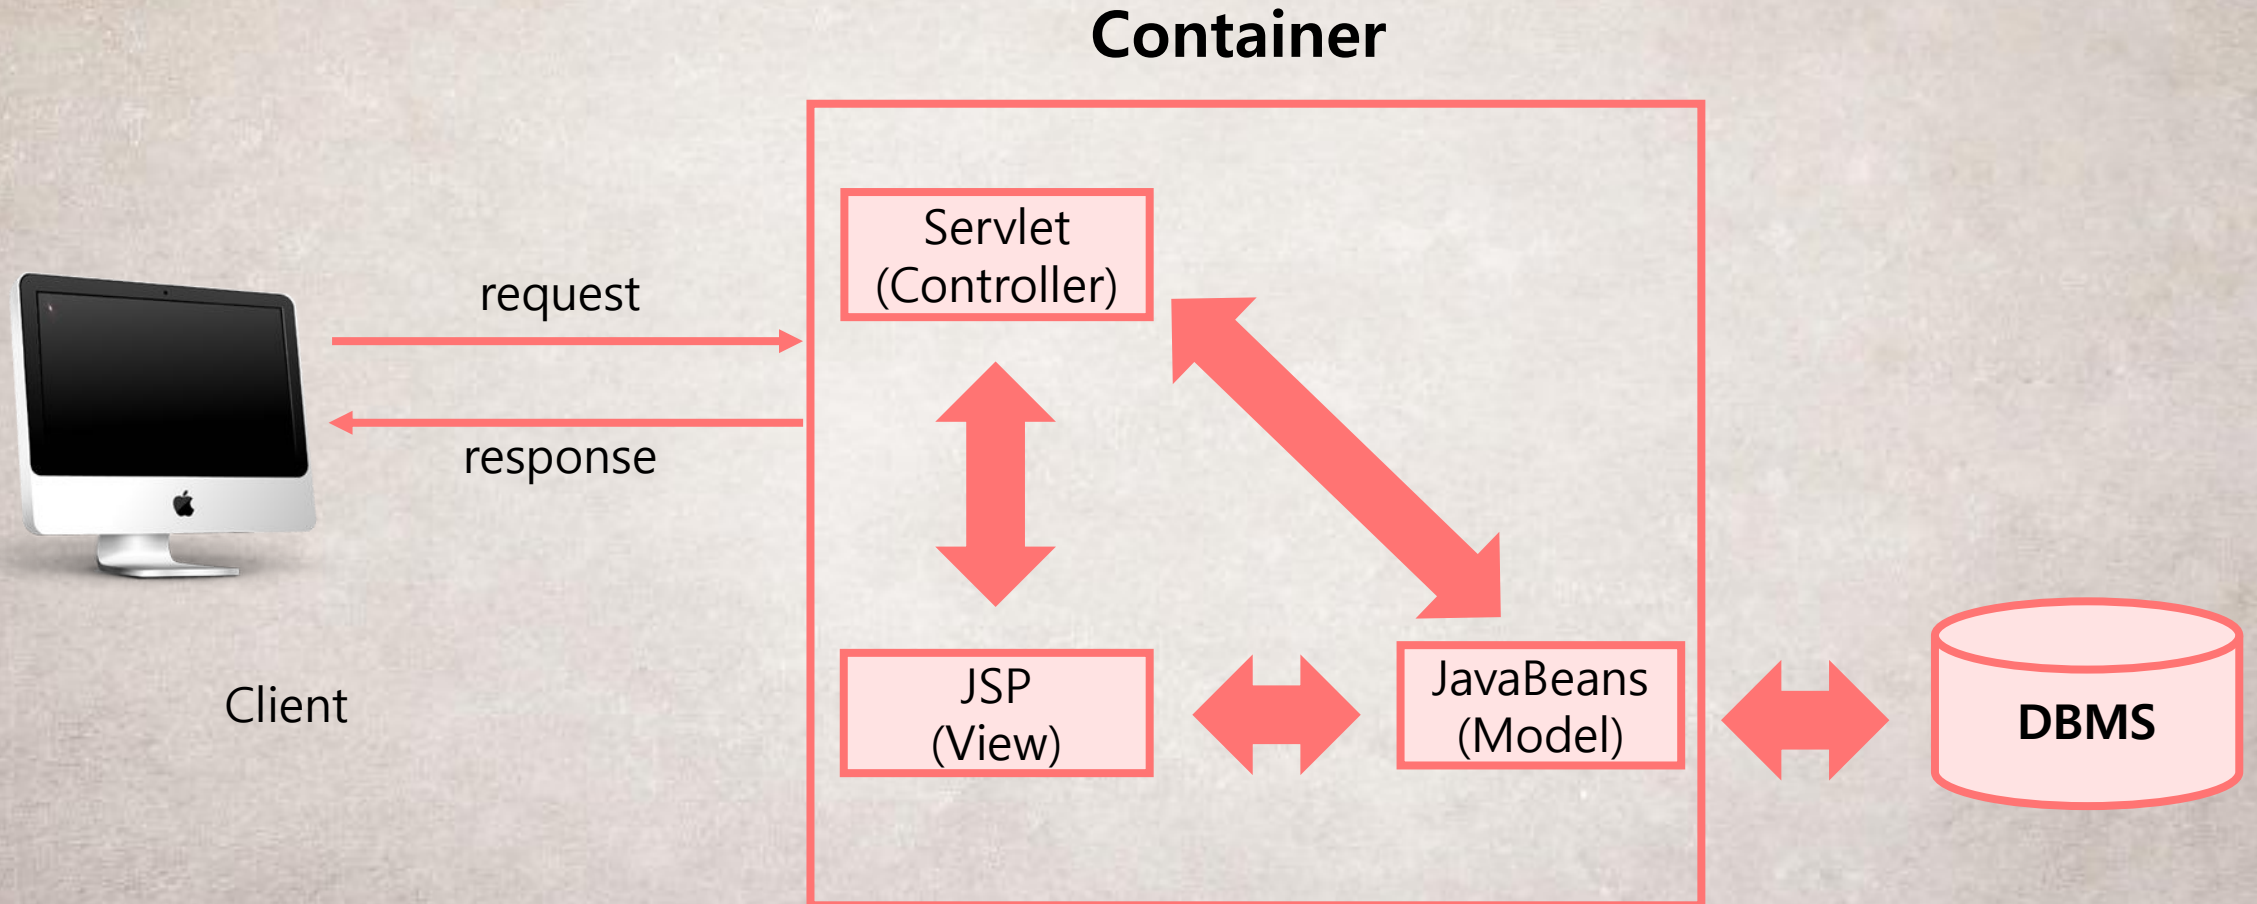 Container
Servlet
(Controller)
request
response
JSP
(View)
JavaBeans
(Model)
Client
DBMS